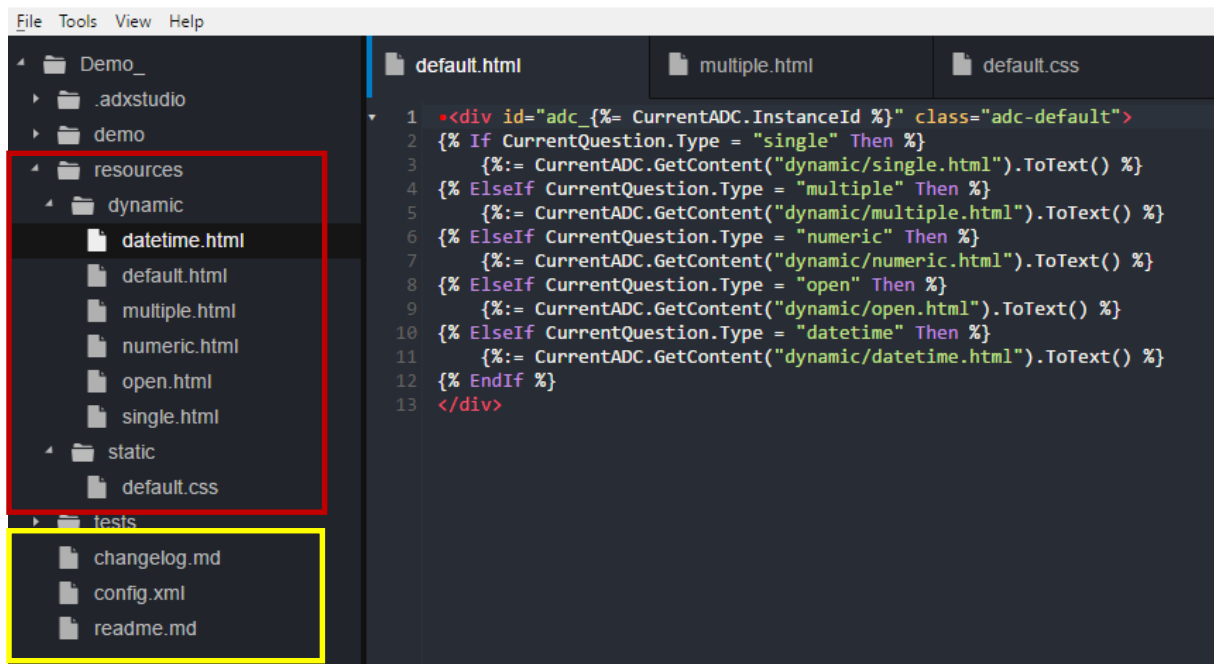 File Tools View Help
Demo_
.adxstudio
demo
resources
dynamic
datetime.html
default.html
multiple.html
numeric.html
open.html
single.html
static
default.css
tests
changelog.md
config.xml
readme.md
default.html multiple.html default.css
1 <div id="adc_{%= CurrentADC.InstanceId %}" class="adc-default">
2 {% If CurrentQuestion.Type = "single" Then %}
3 {%:= CurrentADC.GetContent("dynamic/single.html").ToText() %}
4 {% ElseIf CurrentQuestion.Type = "multiple" Then %}
5 {%:= CurrentADC.GetContent("dynamic/multiple.html").ToText() %}
6 {% ElseIf CurrentQuestion.Type = "numeric" Then %}
7 {%:= CurrentADC.GetContent("dynamic/numeric.html").ToText() %}
8 {% ElseIf CurrentQuestion.Type = "open" Then %}
9 {%:= CurrentADC.GetContent("dynamic/open.html").ToText() %}
10 {% ElseIf CurrentQuestion.Type = "datetime" Then %}
11 {%:= CurrentADC.GetContent("dynamic/datetime.html").ToText() %}
12 {% EndIf %}
13 </div>